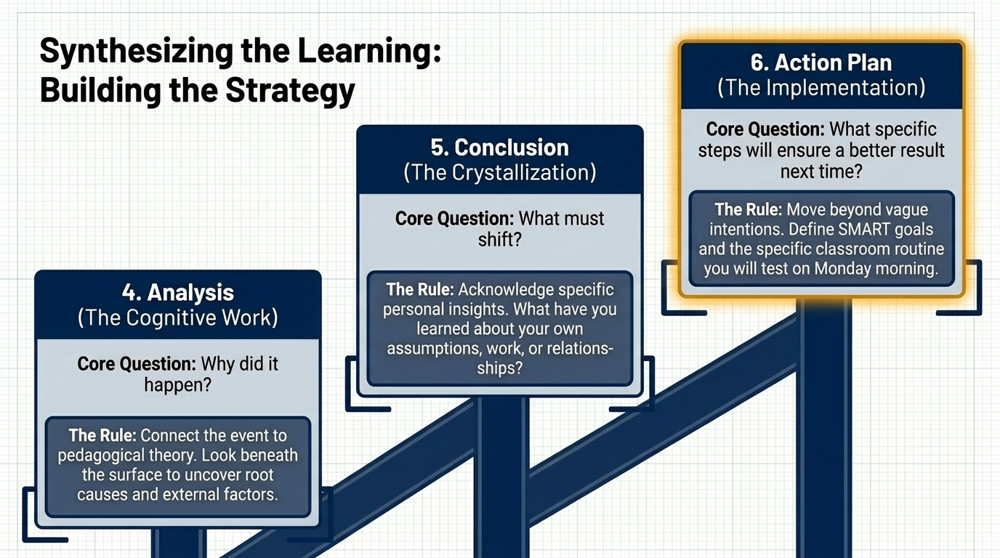 Synthesizing the Learning:
Building the Strategy
4. Analysis
(The Cognitive Work)
Core Question: Why did it
happen?
The Rule: Connect the event to
pedagogical theory. Look beneath
the surface to uncover root
causes and external factors.
5. Conclusion
(The Crystallization)
Core Question: What must
shift?
The Rule: Acknowledge specific
personal insights. What have you
learned about your own
assumptions, work, or relations-
ships?
6. Action Plan
(The Implementation)
Core Question: What specific
steps will ensure a better result
next time?
The Rule: Move beyond vague
intentions. Define SMART goals
and the specific classroom routine
you will test on Monday morning.